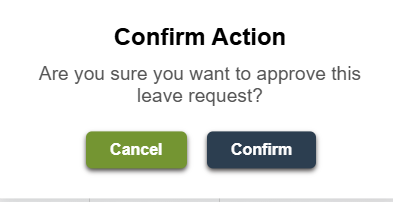 Confirm Action
Are you sure you want to approve this
leave request?
Cancel
Confirm